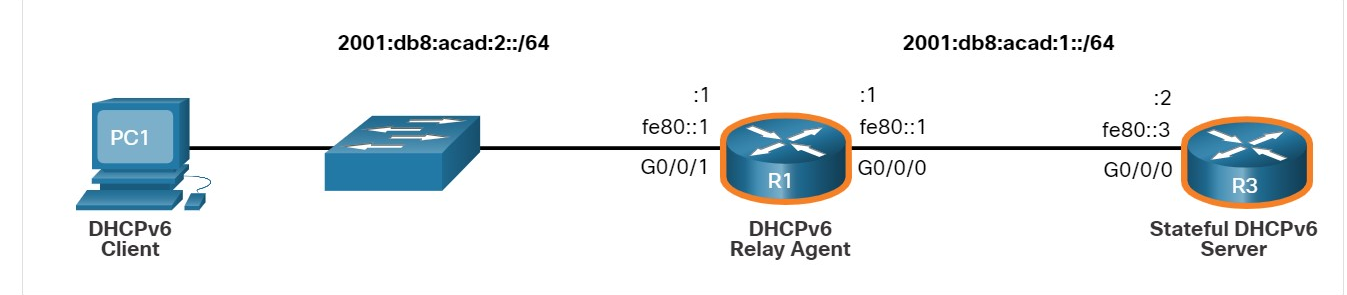 2001:db8:acad:2::/64
2001:db8:acad:1::/64
:1
:1
:2
fe80::1
fe80::1
fe80::3
PC1
G0/0/1
G0/0/0
G0/0/0
R1
R3
DHCPv6
Client
DHCPv6
Relay Agent
Stateful DHCPv6
Server